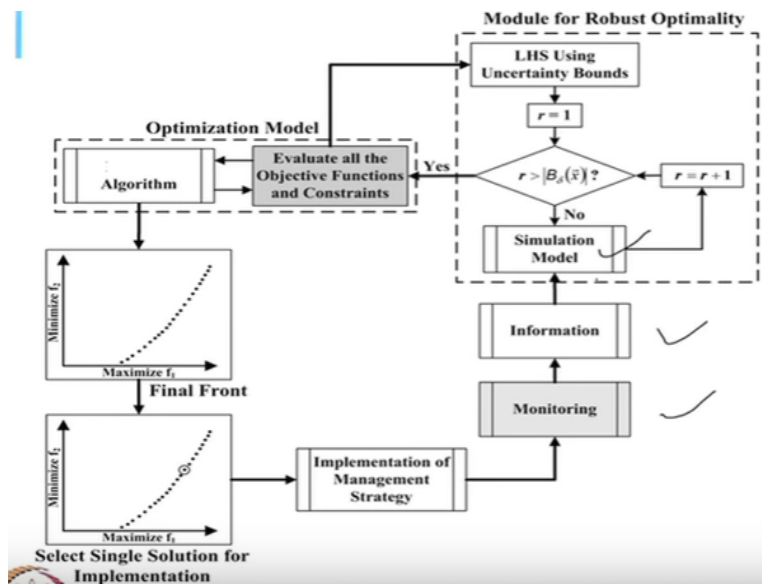 Module for Robust Optimality
LHS Using
Uncertainty Bounds
r = 1
Optimization Model
Algorithm
Evaluate all the
Objective Functions
and Constraints
Yes
r > |B_δ(x⃗)| ?
r = r + 1
No
Simulation
Model
Information
Monitoring
Minimize f₂
Maximize f₁
Final Front
Minimize f₂
Maximize f₁
Implementation of
Management
Strategy
Select Single Solution for
Implementation